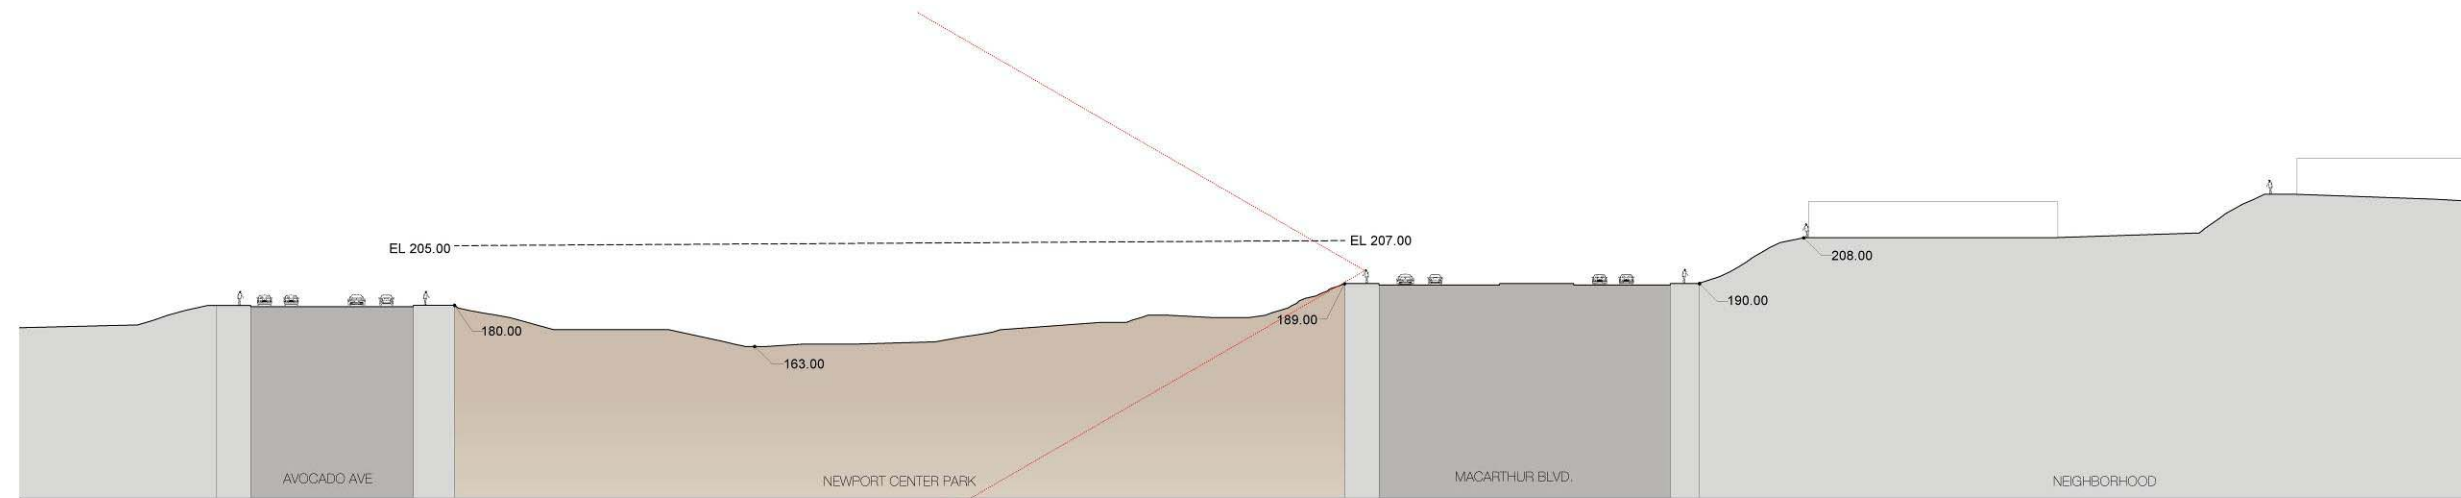 EL 205.00
EL 207.00
208.00
180.00
189.00
190.00
163.00
AVOCADO AVE
NEWPORT CENTER PARK
MACARTHUR BLVD.
NEIGHBORHOOD